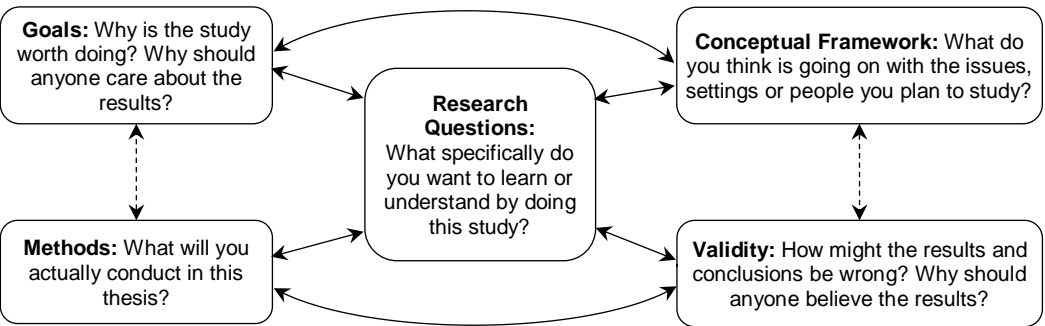 Goals: Why is the study
worth doing? Why should
anyone care about the
results?
Conceptual Framework: What do
you think is going on with the issues,
settings or people you plan to study?
Research
Questions:
What specifically do
you want to learn or
understand by doing
this study?
Methods: What will you
actually conduct in this
thesis?
Validity: How might the results and
conclusions be wrong? Why should
anyone believe the results?